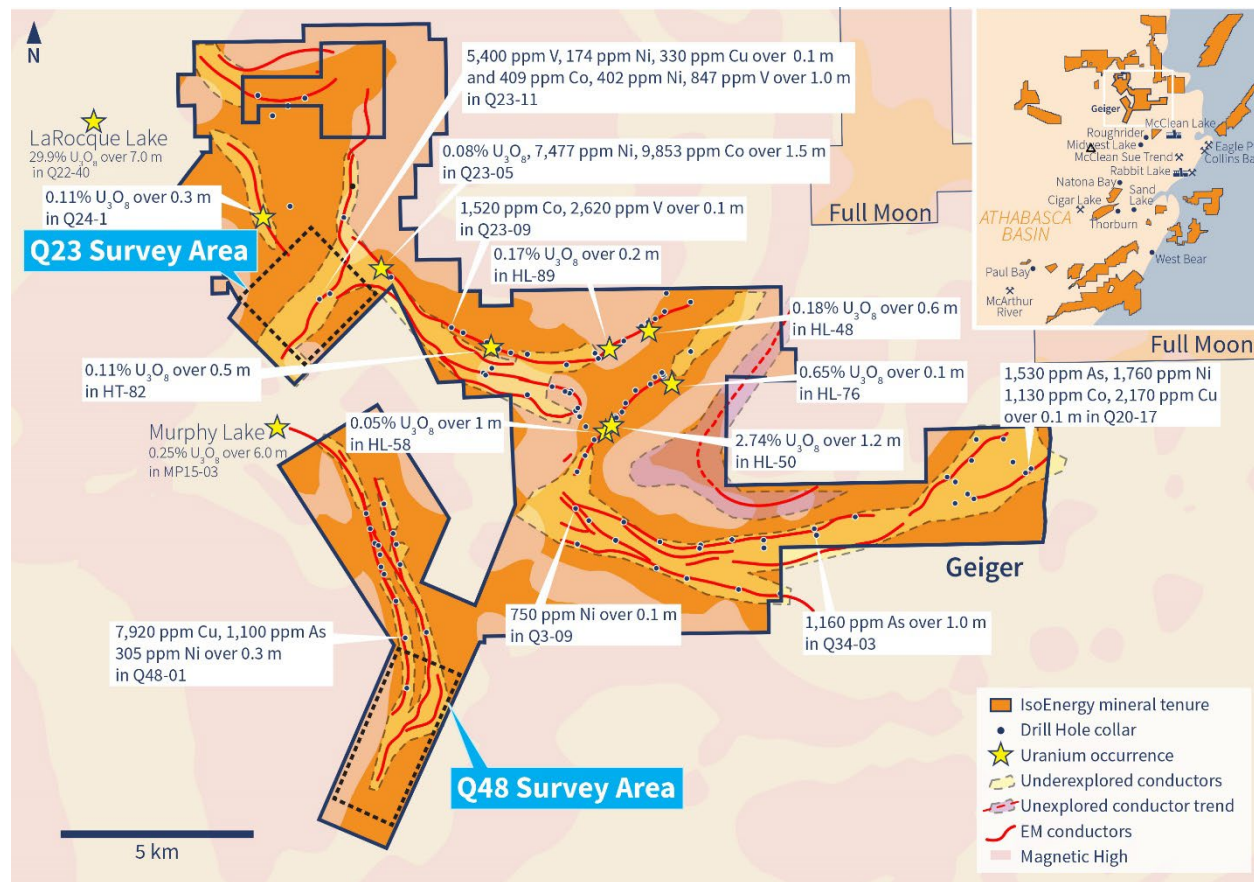 N
5,400 ppm V, 174 ppm Ni, 330 ppm Cu over 0.1 m
and 409 ppm Co, 402 ppm Ni, 847 ppm V over 1.0 m
in Q23-11
LaRocque Lake
29.9% U₃O₈ over 7.0 m
in Q22-40
0.08% U₃O₈, 7,477 ppm Ni, 9,853 ppm Co over 1.5 m
in Q23-05
0.11% U₃O₈ over 0.3 m
in Q24-1
1,520 ppm Co, 2,620 ppm V over 0.1 m
in Q23-09
Q23 Survey Area
0.17% U₃O₈ over 0.2 m
in HL-89
Full Moon
0.18% U₃O₈ over 0.6 m
in HL-48
Full Moon
0.11% U₃O₈ over 0.5 m
in HT-82
0.65% U₃O₈ over 0.1 m
in HL-76
1,530 ppm As, 1,760 ppm Ni
1,130 ppm Co, 2,170 ppm Cu
over 0.1 m in Q20-17
Murphy Lake
0.25% U₃O₈ over 6.0 m
in MP15-03
0.05% U₃O₈ over 1 m
in HL-58
2.74% U₃O₈ over 1.2 m
in HL-50
Geiger
750 ppm Ni over 0.1 m
in Q3-09
1,160 ppm As over 1.0 m
in Q34-03
7,920 ppm Cu, 1,100 ppm As
305 ppm Ni over 0.3 m
in Q48-01
Q48 Survey Area
5 km
IsoEnergy mineral tenure
Drill Hole collar
Uranium occurrence
Underexplored conductors
Unexplored conductor trend
EM conductors
Magnetic High
Geiger
McClean Lake
Roughrider
Midwest Lake
McClean Sue Trend
Eagle P
Collins Ba
Rabbit Lake
Natona Bay
Sand
Lake
Cigar Lake
Thorburn
ATHABASCA
BASIN
West Bear
Paul Bay
McArthur
River